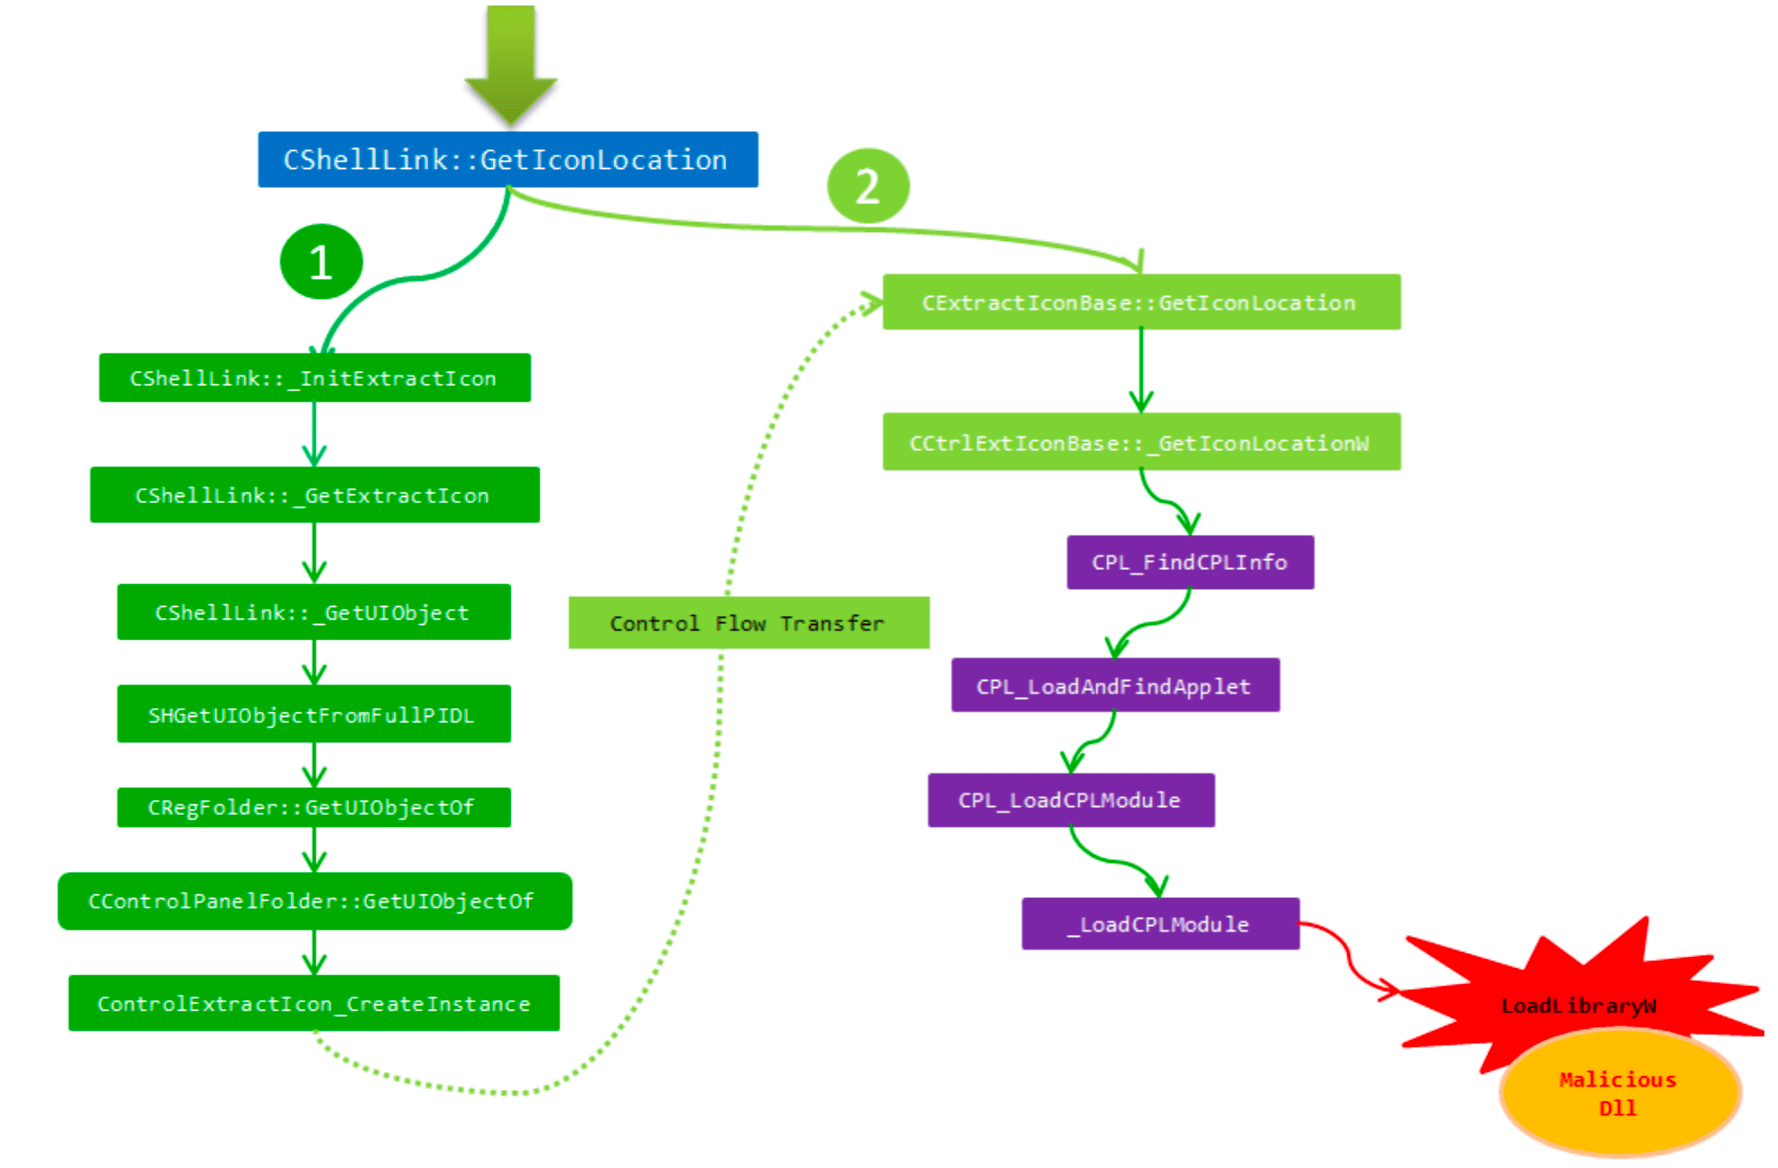 CShellLink::GetIconLocation
1
2
CShellLink::_InitExtractIcon
CShellLink::_GetExtractIcon
CShellLink::_GetUIObject
SHGetUIObjectFromFullPIDL
CRegFolder::GetUIObjectOf
CControlPanelFolder::GetUIObjectOf
ControlExtractIcon_CreateInstance
Control Flow Transfer
CExtractIconBase::GetIconLocation
CCtrlExtIconBase::_GetIconLocationW
CPL_FindCPLInfo
CPL_LoadAndFindApplet
CPL_LoadCPLModule
_LoadCPLModule
LoadLibraryW
Malicious
Dll